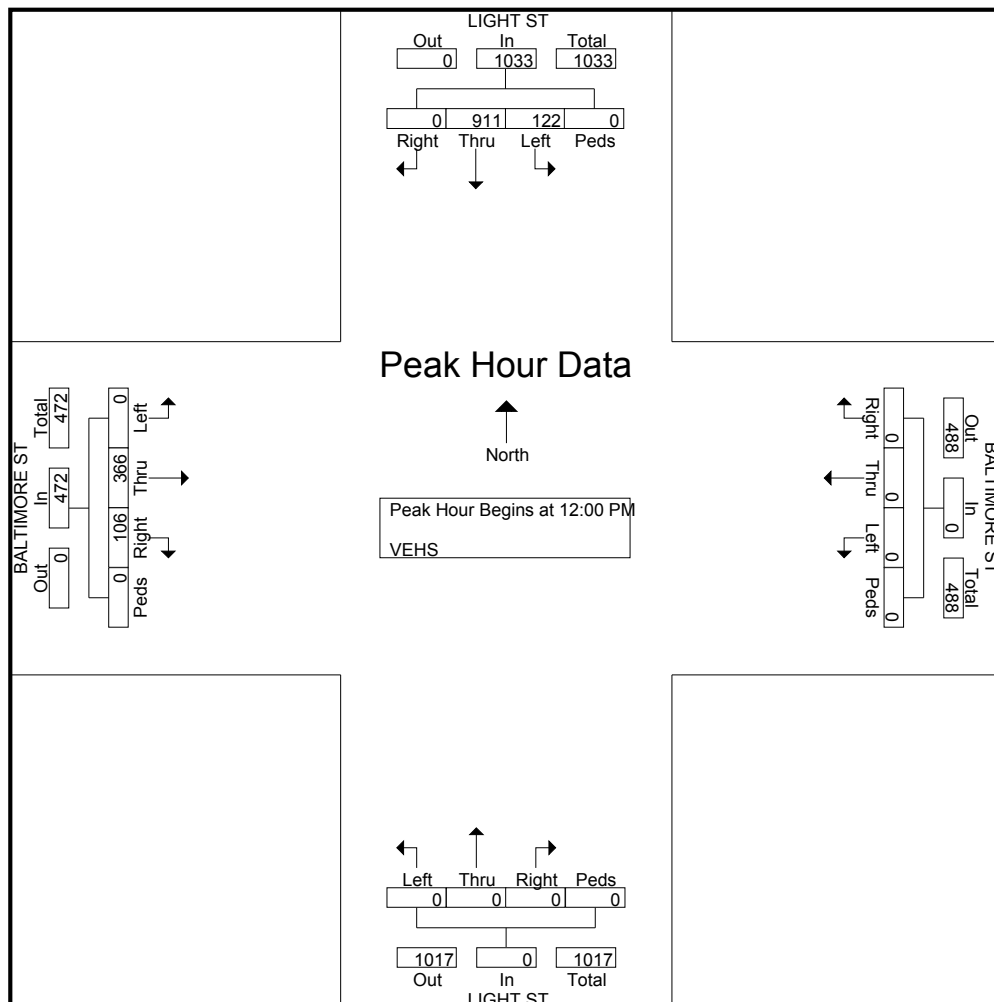 LIGHT ST
Out In Total
0 1033 1033
0 911 122 0
Right Thru Left Peds
Peak Hour Data
North
Peak Hour Begins at 12:00 PM
VEHS
BALTIMORE ST
Total In Out
472 472 0
0 366 106 0
Left Thru Right Peds
BALTIMORE ST
Out In Total
488 0 488
0 0 0 0
Right Thru Left Peds
Left Thru Right Peds
0 0 0 0
1017 0 1017
Out In Total
LIGHT ST